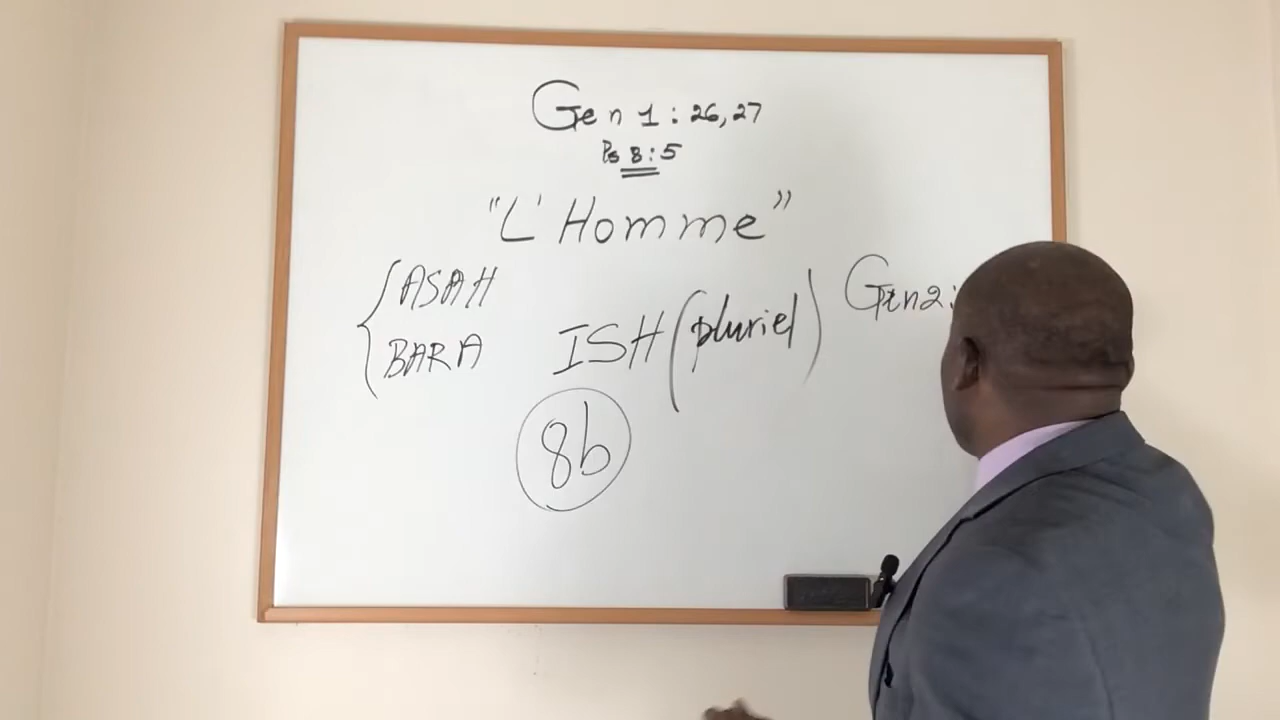 Gen 1 : 26, 27
Ps 8 : 5
"L'Homme"
ASAH
BARA
ISH (pluriel)
Gen 2 :
8b